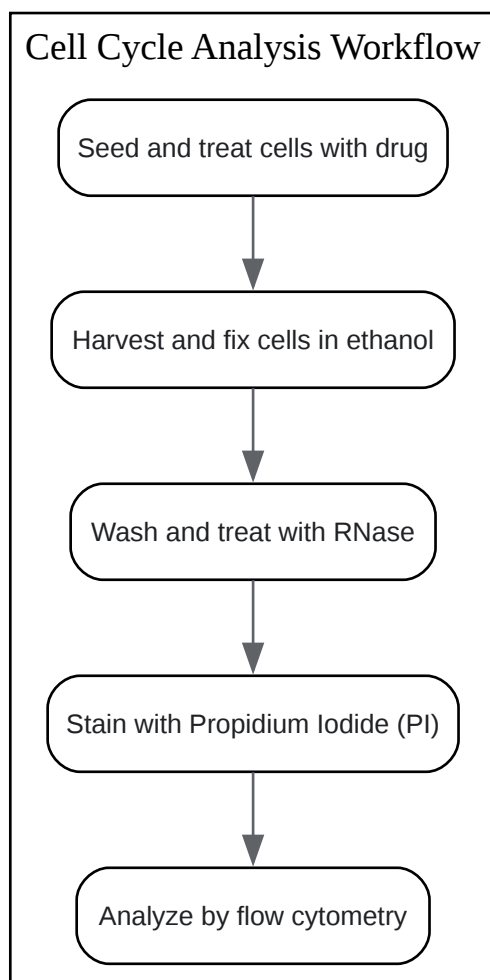 Cell Cycle Analysis Workflow
Seed and treat cells with drug
Harvest and fix cells in ethanol
Wash and treat with RNase
Stain with Propidium Iodide (PI)
Analyze by flow cytometry